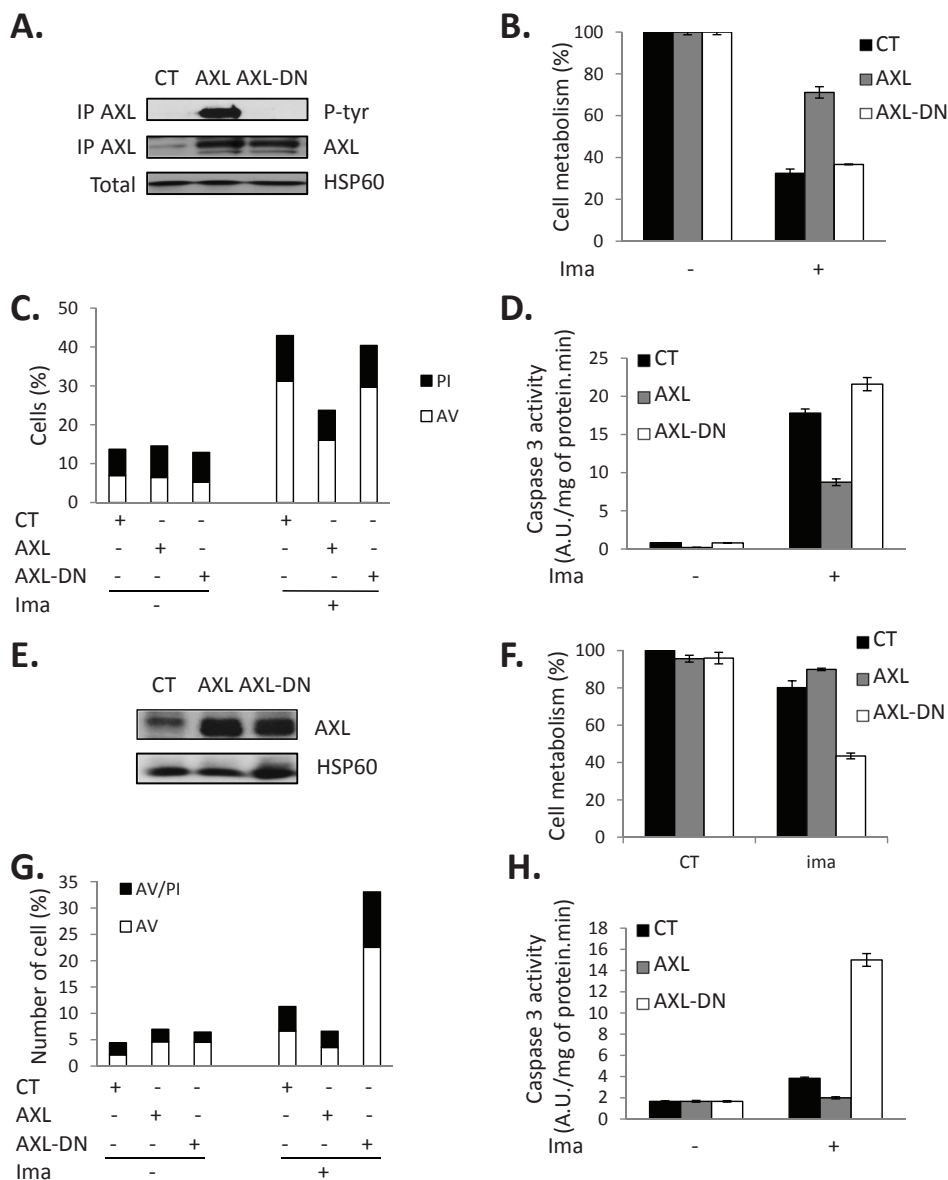 A.
CT AXL AXL-DN
IP AXL P-tyr
IP AXL AXL
Total HSP60
B.
Cell metabolism (%)
100
80
60
40
20
0
CT
AXL
AXL-DN
Ima - +
C.
Cells (%)
50
40
30
20
10
0
PI
AV
CT + - - + - -
AXL - + - - + -
AXL-DN - - + - - +
Ima - +
D.
Caspase 3 activity
(A.U./mg of protein.min)
25
20
15
10
5
0
CT
AXL
AXL-DN
Ima - +
E.
CT AXL AXL-DN
AXL
HSP60
F.
Cell metabolism (%)
100
80
60
40
20
0
CT
AXL
AXL-DN
CT ima
G.
Number of cell (%)
35
30
25
20
15
10
5
0
AV/PI
AV
CT + - - + - -
AXL - + - - + -
AXL-DN - - + - - +
Ima - +
H.
Caspase 3 activity
(A.U./mg of protein.min)
18
16
14
12
10
8
6
4
2
0
CT
AXL
AXL-DN
Ima - +